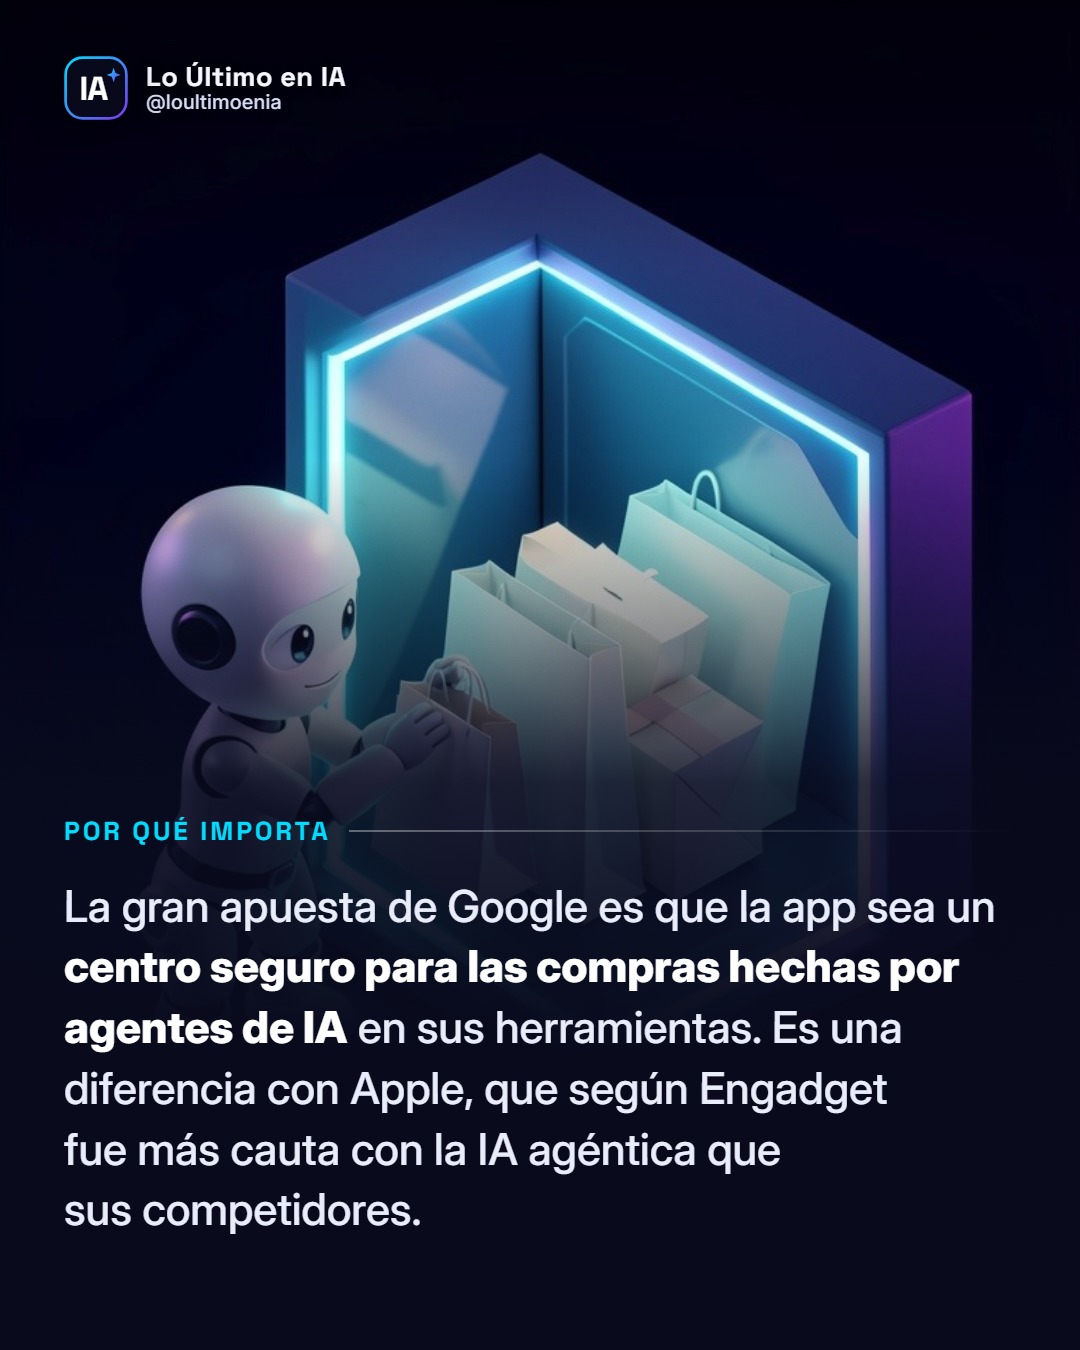 IA
Lo Último en IA
@loultimoenia
POR QUÉ IMPORTA
La gran apuesta de Google es que la app sea un
centro seguro para las compras hechas por
agentes de IA en sus herramientas. Es una
diferencia con Apple, que según Engadget
fue más cauta con la IA agéntica que
sus competidores.